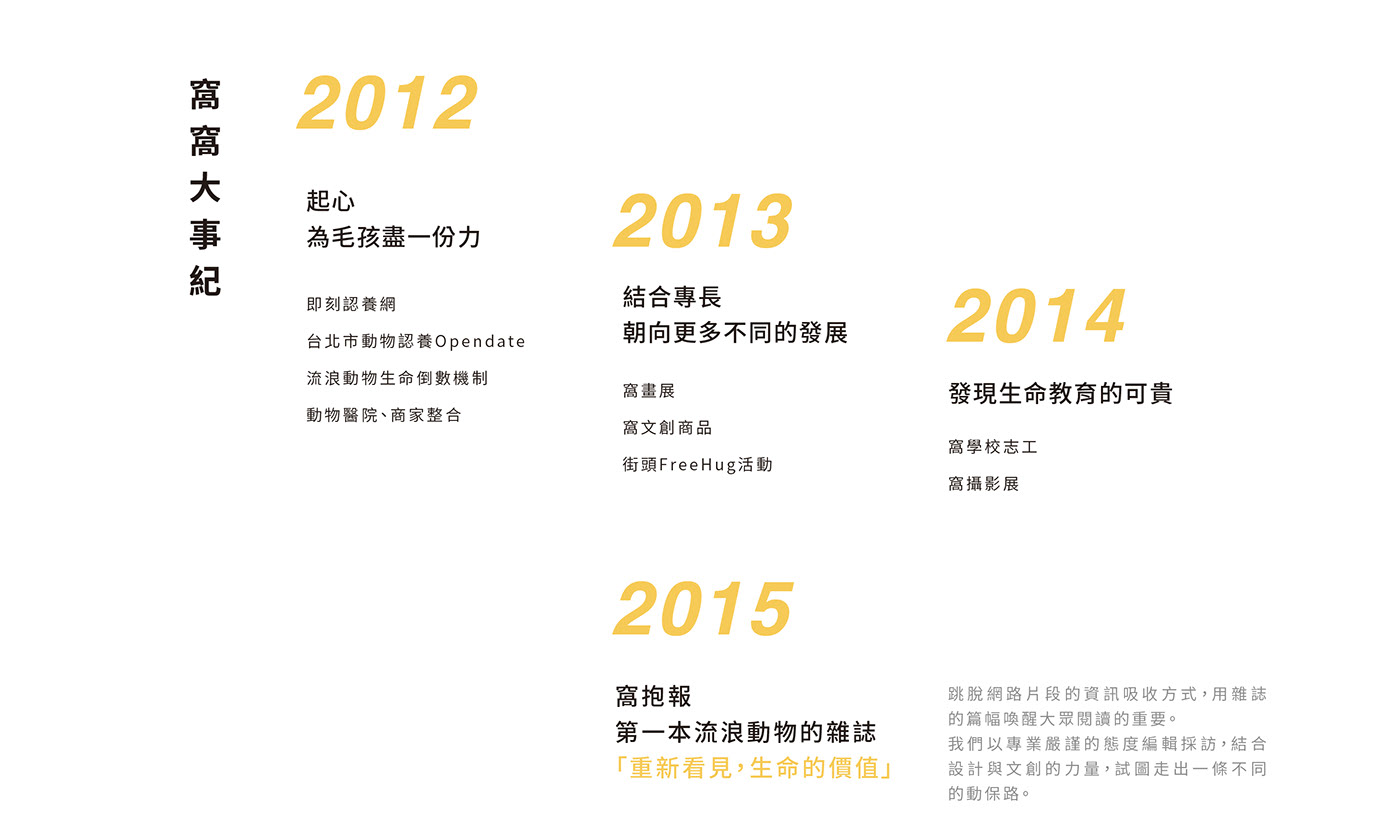 窩窩大事紀
2012
起心
為毛孩盡一份力
即刻認養網
台北市動物認養Opendate
流浪動物生命倒數機制
動物醫院、商家整合
2013
結合專長
朝向更多不同的發展
窩畫展
窩文創商品
街頭FreeHug活動
2014
發現生命教育的可貴
窩學校志工
窩攝影展
2015
窩抱報
第一本流浪動物的雜誌
「重新看見，生命的價值」
跳脫網路片段的資訊吸收方式，用雜誌
的篇幅喚醒大眾閱讀的重要。
我們以專業嚴謹的態度編輯採訪，結合
設計與文創的力量，試圖走出一條不同
的動保路。